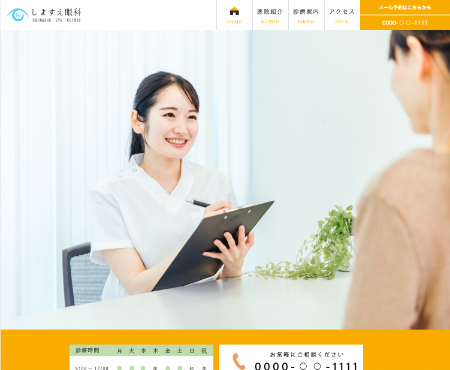 しますえ眼科
SHIMASUE EYE CLINIC
HOME
医院紹介
CLINIC
診療案内
MENU
アクセス
INFO
メール予約はこちらから
0000-○○-1111
診療時間 月 火 水 木 金 土 日 祝
9:00～12:00 ● ● ● 休 ● ● 休 休
お気軽にご相談ください
0000-○○-1111